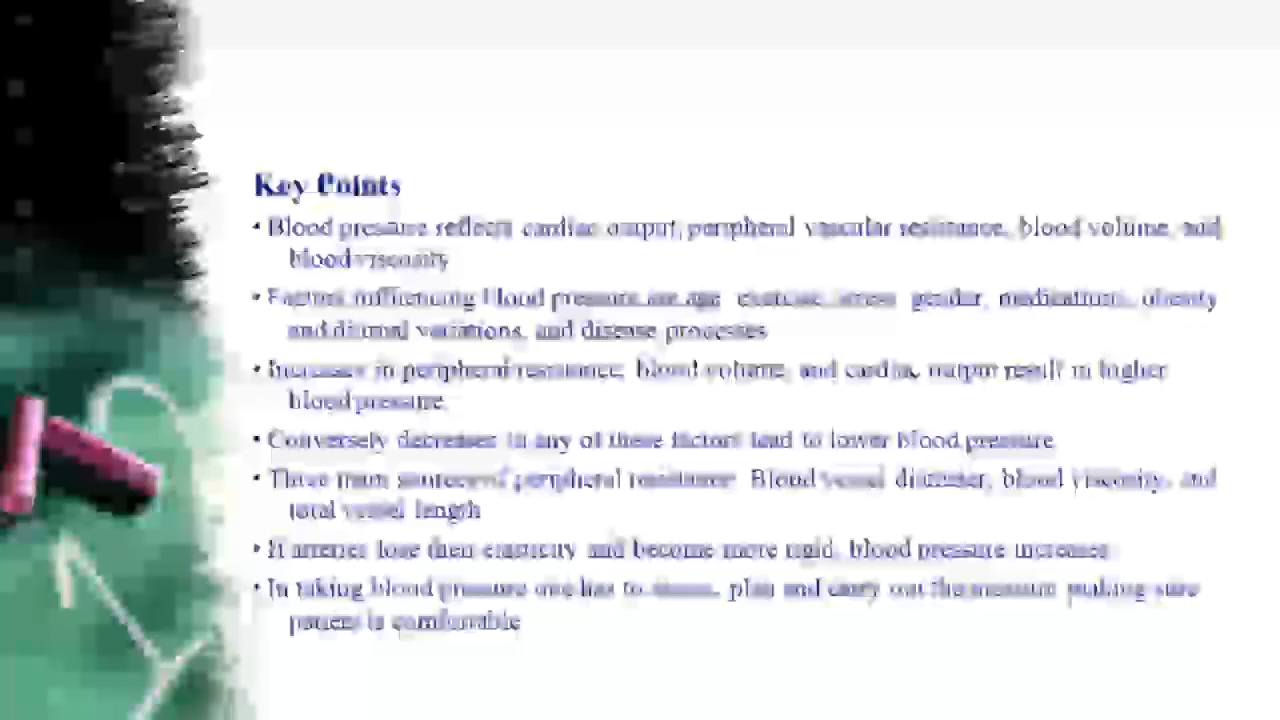 Key Points
• Blood pressure reflects cardiac output, peripheral vascular resistance, blood volume, and
blood viscosity
• Factors influencing blood pressure are age, exercise, stress, gender, medications, obesity
and diurnal variations, and disease processes
• Increases in peripheral resistance, blood volume, and cardiac output result in higher
blood pressure.
• Conversely decreases in any of these factors lead to lower blood pressure
• Three main sources of peripheral resistance: Blood vessel diameter, blood viscosity, and
total vessel length
• If arteries lose their elasticity and become more rigid, blood pressure increases
• In taking blood pressure one has to plan and carry out the measure making sure
patient is comfortable